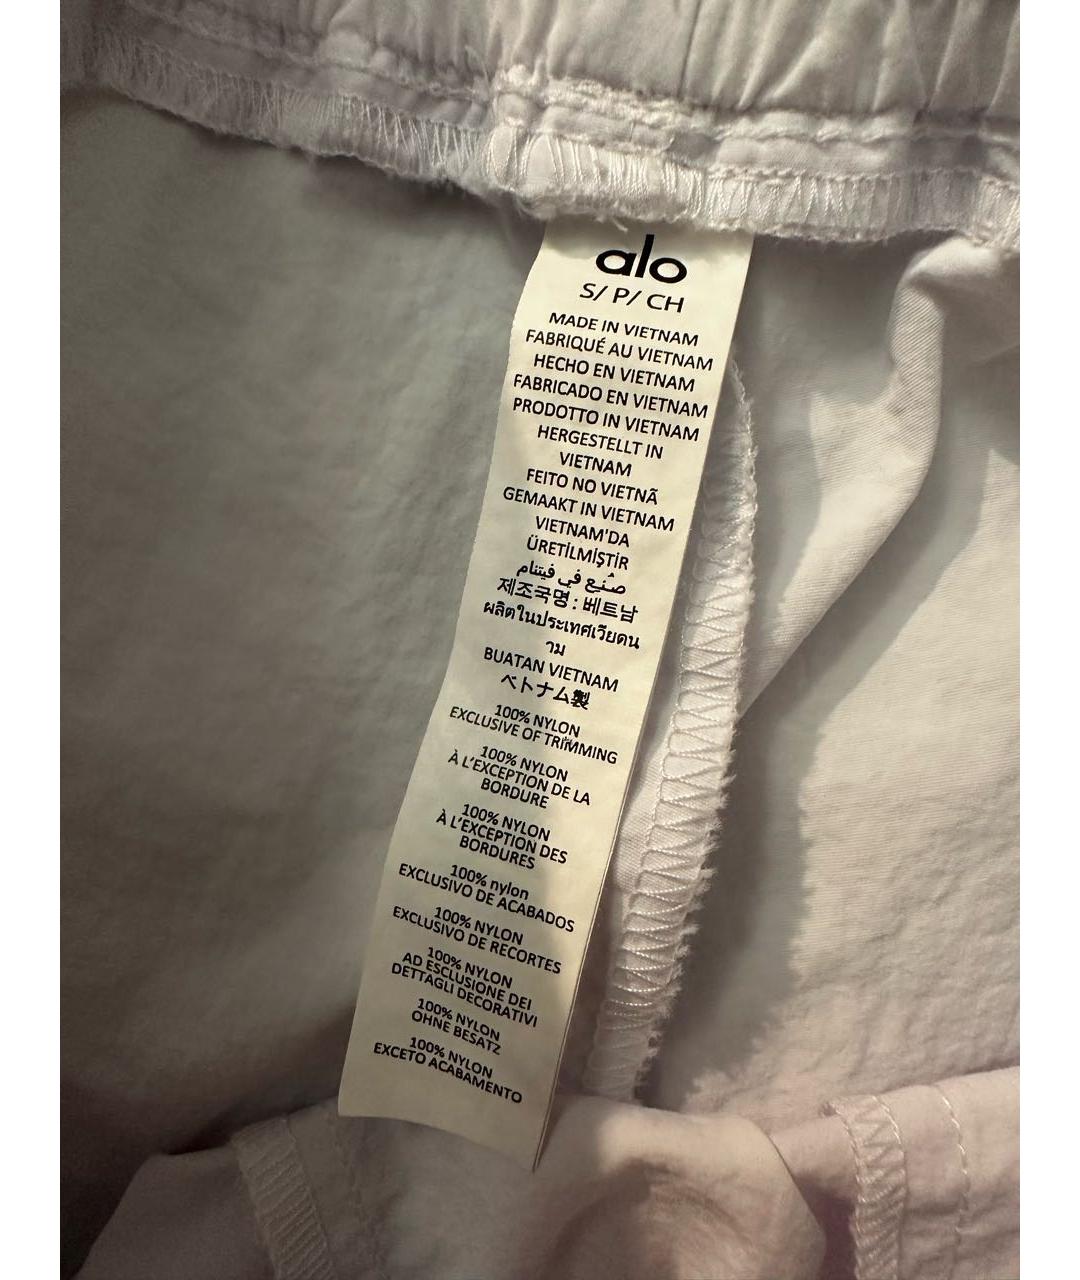 alo
S/ P/ CH
MADE IN VIETNAM
FABRIQUÉ AU VIETNAM
HECHO EN VIETNAM
FABRICADO EN VIETNAM
PRODOTTO IN VIETNAM
HERGESTELLT IN
VIETNAM
FEITO NO VIETNÃ
GEMAAKT IN VIETNAM
VIETNAM'DA
ÜRETİLMİŞTİR
صُنع في فيتنام
제조국명 : 베트남
ผลิตในประเทศเวียดน
าม
BUATAN VIETNAM
ベトナム製
100% NYLON
EXCLUSIVE OF TRIMMING
100% NYLON
À L'EXCEPTION DE LA
BORDURE
100% NYLON
À L'EXCEPTION DES
BORDURES
100% nylon
EXCLUSIVO DE ACABADOS
100% NYLON
EXCLUSIVO DE RECORTES
100% NYLON
AD ESCLUSIONE DEI
DETTAGLI DECORATIVI
100% NYLON
OHNE BESATZ
100% NYLON
EXCETO ACABAMENTO